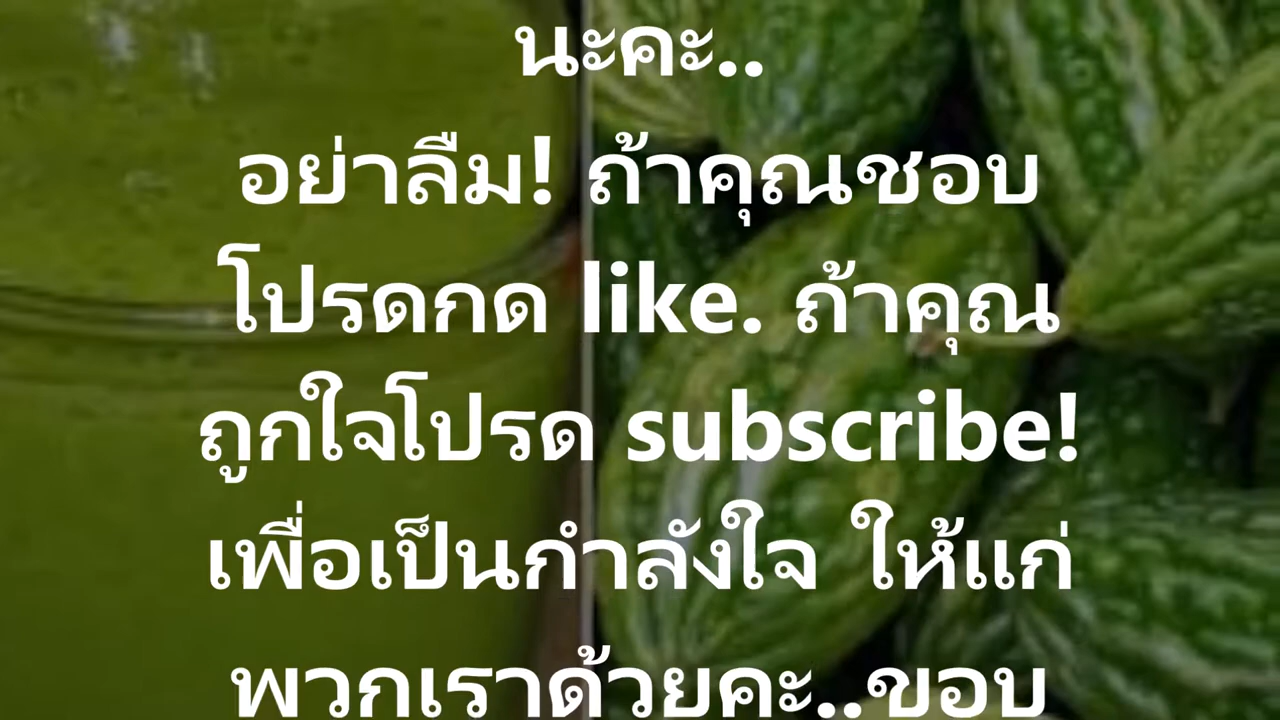 นะคะ..
อย่าลืม! ถ้าคุณชอบ
โปรดกด like. ถ้าคุณ
ถูกใจโปรด subscribe!
เพื่อเป็นกำลังใจ ให้แก่
พวกเราด้วยคะ..ขอบ